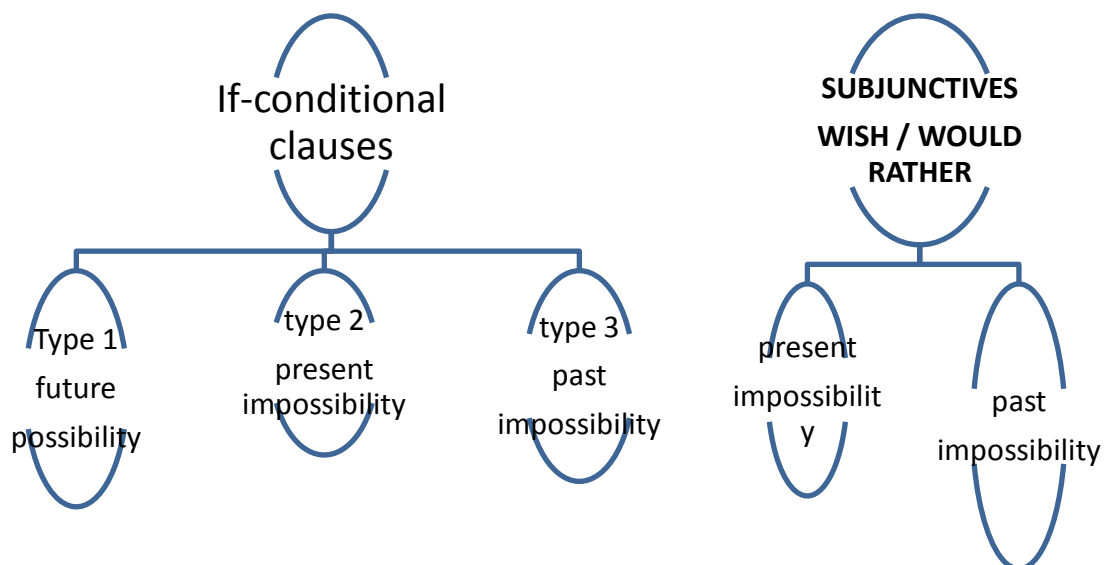 If-conditional
clauses
Type 1
future
possibility
type 2
present
impossibility
type 3
past
impossibility
SUBJUNCTIVES
WISH / WOULD
RATHER
present
impossibilit
y
past
impossibility